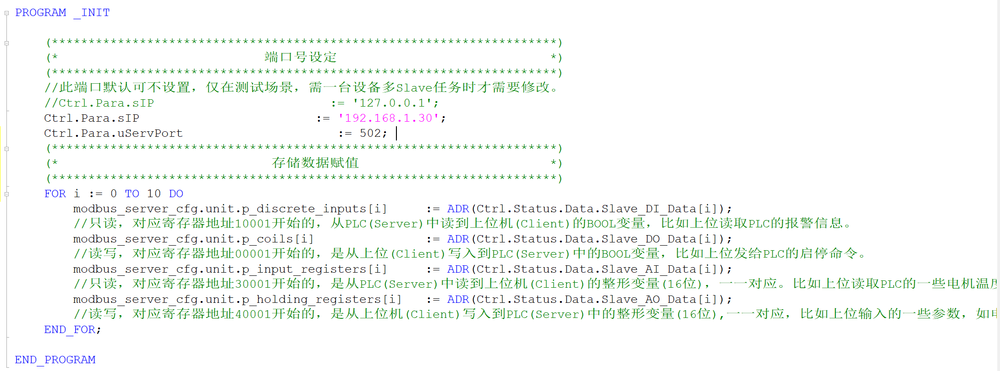 PROGRAM _INIT
(*********************************************************************)
(* 端口号设定 *)
(*********************************************************************)
//此端口默认可不设置，仅在测试场景，需一台设备多Slave任务时才需要修改。
//Ctrl.Para.sIP := '127.0.0.1';
Ctrl.Para.sIP := '192.168.1.30';
Ctrl.Para.uServPort := 502;
(*********************************************************************)
(* 存储数据赋值 *)
(*********************************************************************)
FOR i := 0 TO 10 DO
modbus_server_cfg.unit.p_discrete_inputs[i] := ADR(Ctrl.Status.Data.Slave_DI_Data[i]);
//只读，对应寄存器地址10001开始的，从PLC(Server)中读到上位机(Client)的BOOL变量，比如上位读取PLC的报警信息。
modbus_server_cfg.unit.p_coils[i] := ADR(Ctrl.Status.Data.Slave_DO_Data[i]);
//读写，对应寄存器地址00001开始的，是从上位(Client)写入到PLC(Server)中的BOOL变量，比如上位发给PLC的启停命令。
modbus_server_cfg.unit.p_input_registers[i] := ADR(Ctrl.Status.Data.Slave_AI_Data[i]);
//只读，对应寄存器地址30001开始的，是从PLC(Server)中读到上位机(Client)的整形变量(16位)，一一对应。比如上位读取PLC的一些电机温度
modbus_server_cfg.unit.p_holding_registers[i] := ADR(Ctrl.Status.Data.Slave_AO_Data[i]);
//读写，对应寄存器地址40001开始的，是从上位机(Client)写入到PLC(Server)中的整形变量(16位),一一对应，比如上位输入的一些参数，如
END_FOR;
END_PROGRAM